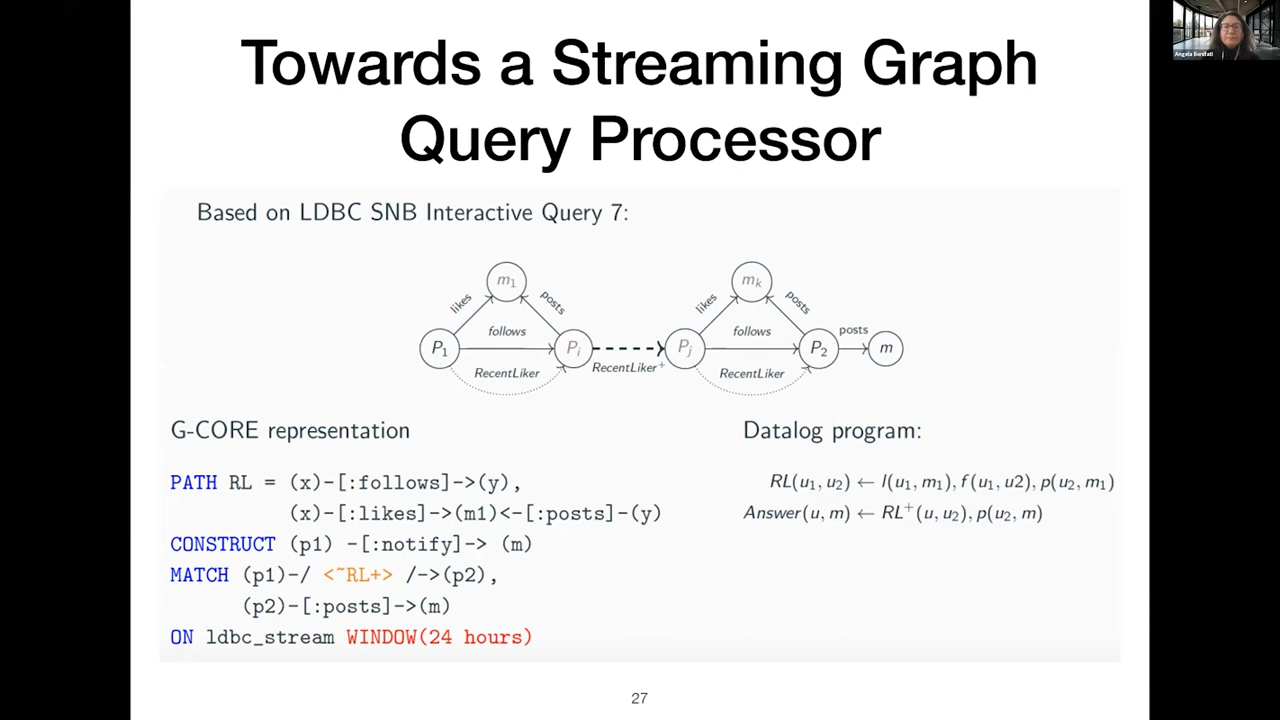 Towards a Streaming Graph
Query Processor
Angela Bonifati
Based on LDBC SNB Interactive Query 7:
m1
mk
likes
posts
likes
posts
follows
follows
posts
P1
Pi
Pj
P2
m
RecentLiker
RecentLiker+
RecentLiker
G-CORE representation
PATH RL = (x)-[:follows]->(y),
(x)-[:likes]->(m1)<-[:posts]-(y)
CONSTRUCT (p1) -[:notify]-> (m)
MATCH (p1)-/ <~RL+> /->(p2),
(p2)-[:posts]->(m)
ON ldbc_stream WINDOW(24 hours)
Datalog program:
RL(u1, u2) ← l(u1, m1), f(u1, u2), p(u2, m1)
Answer(u, m) ← RL+(u, u2), p(u2, m)
27